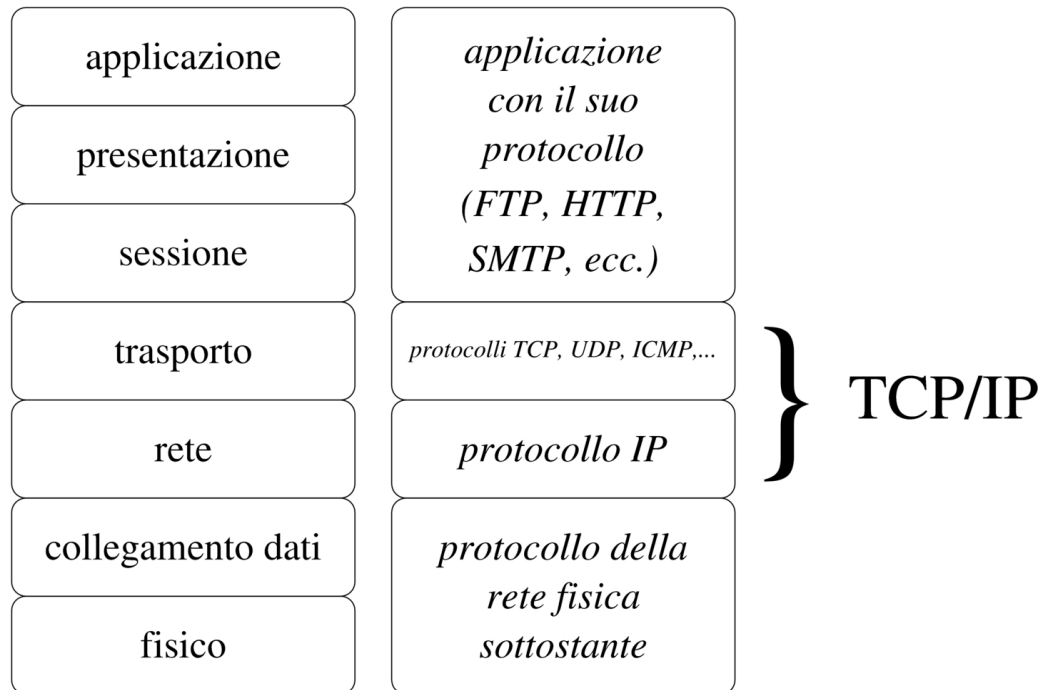 applicazione
presentazione
sessione
trasporto
rete
collegamento dati
fisico
applicazione
con il suo
protocollo
(FTP, HTTP,
SMTP, ecc.)
protocolli TCP, UDP, ICMP,...
protocollo IP
protocollo della
rete fisica
sottostante
} TCP/IP